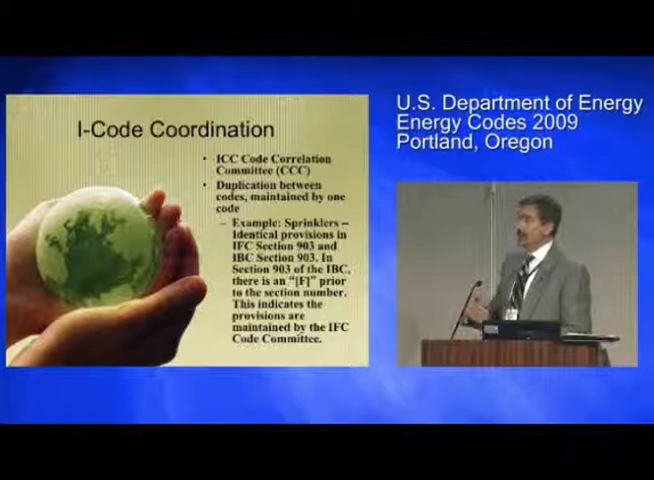 I-Code Coordination
• ICC Code Correlation
Committee (CCC)
• Duplication between
codes, maintained by one
code
– Example: Sprinklers –
Identical provisions in
IFC Section 903 and
IBC Section 903. In
Section 903 of the IBC,
there is an "[F]" prior
to the section number.
This indicates the
provisions are
maintained by the IFC
Code Committee.
U.S. Department of Energy
Energy Codes 2009
Portland, Oregon